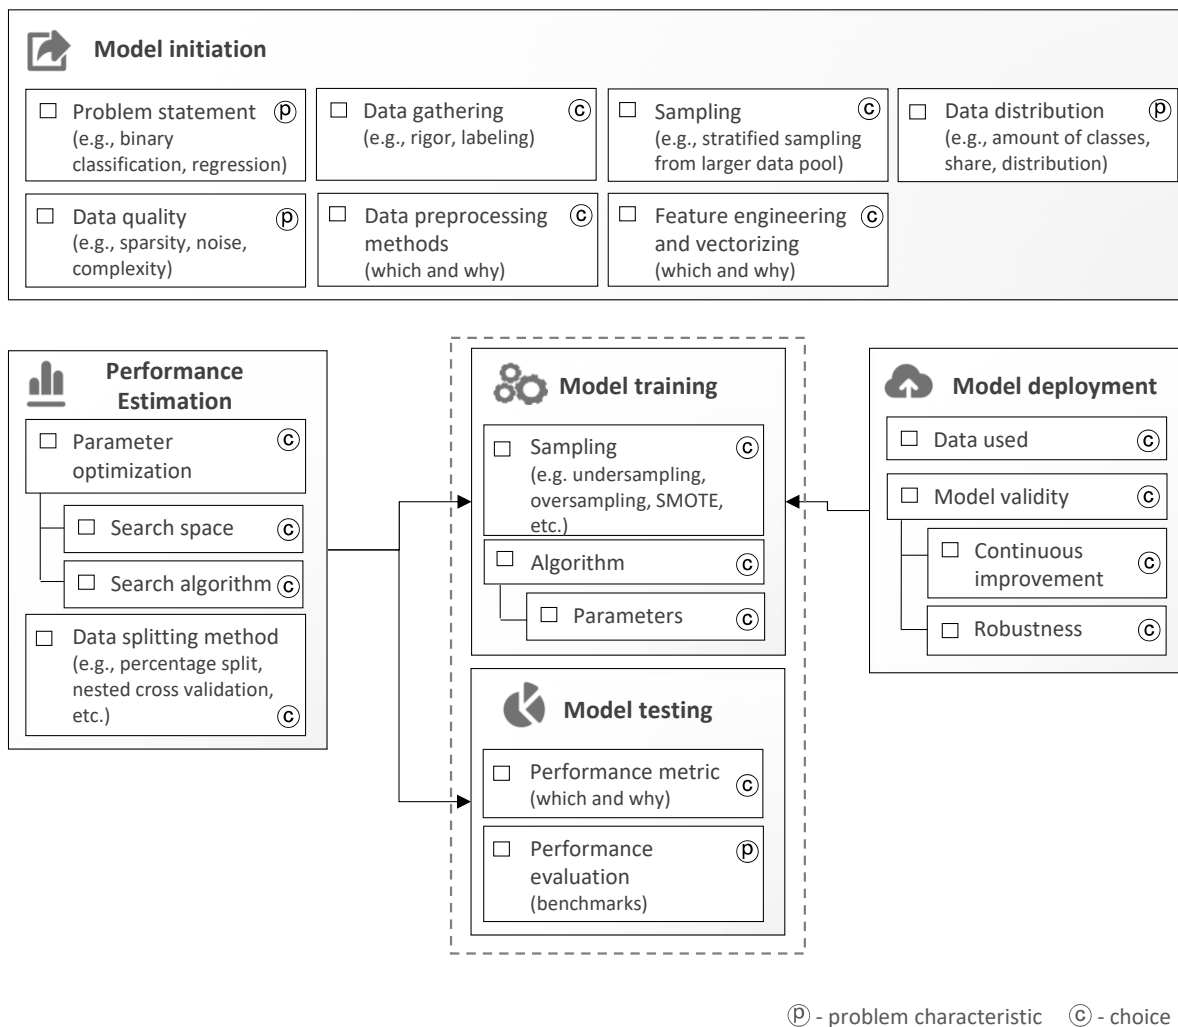 Model initiation
Problem statement ⓟ
(e.g., binary
classification, regression)
Data gathering ⓒ
(e.g., rigor, labeling)
Sampling ⓒ
(e.g., stratified sampling
from larger data pool)
Data distribution ⓟ
(e.g., amount of classes,
share, distribution)
Data quality ⓟ
(e.g., sparsity, noise,
complexity)
Data preprocessing ⓒ
methods
(which and why)
Feature engineering ⓒ
and vectorizing
(which and why)
Performance
Estimation
Parameter ⓒ
optimization
Search space ⓒ
Search algorithm ⓒ
Data splitting method
(e.g., percentage split,
nested cross validation,
etc.) ⓒ
Model training
Sampling ⓒ
(e.g. undersampling,
oversampling, SMOTE,
etc.)
Algorithm ⓒ
Parameters ⓒ
Model testing
Performance metric ⓒ
(which and why)
Performance ⓟ
evaluation
(benchmarks)
Model deployment
Data used ⓒ
Model validity ⓒ
Continuous ⓒ
improvement
Robustness ⓒ
ⓟ - problem characteristic ⓒ - choice